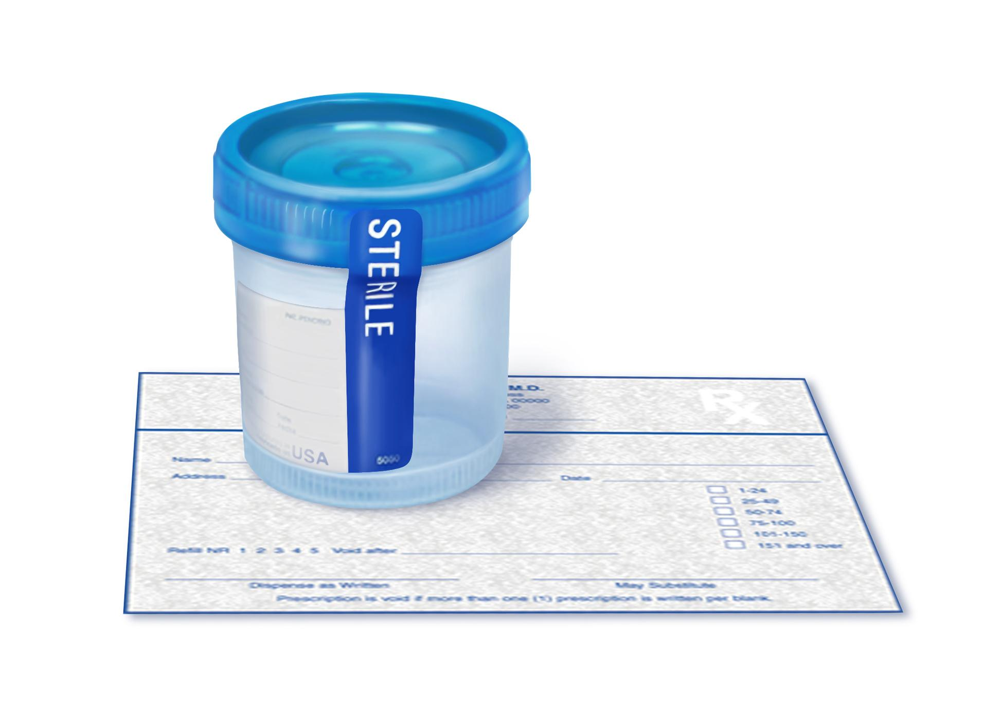 STERILE
USA
5050
M.D.
00000
Rx
Name
Address
Date
1-24
25-49
50-74
75-100
101-150
151 and over
Refill NR 1 2 3 4 5 Void after
Dispense as Written
May Substitute
Prescription is void if more than one (1) prescription is written per blank.